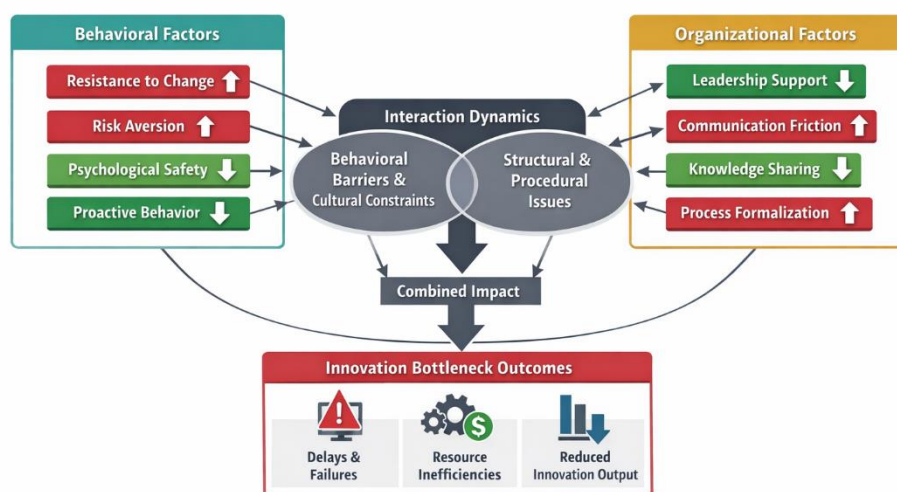 Behavioral Factors
Resistance to Change
Risk Aversion
Psychological Safety
Proactive Behavior
Interaction Dynamics
Behavioral
Barriers &
Cultural Constraints
Structural &
Procedural
Issues
Organizational Factors
Leadership Support
Communication Friction
Knowledge Sharing
Process Formalization
Combined Impact
Innovation Bottleneck Outcomes
Delays &
Failures
$
Resource
Inefficiencies
Reduced
Innovation Output